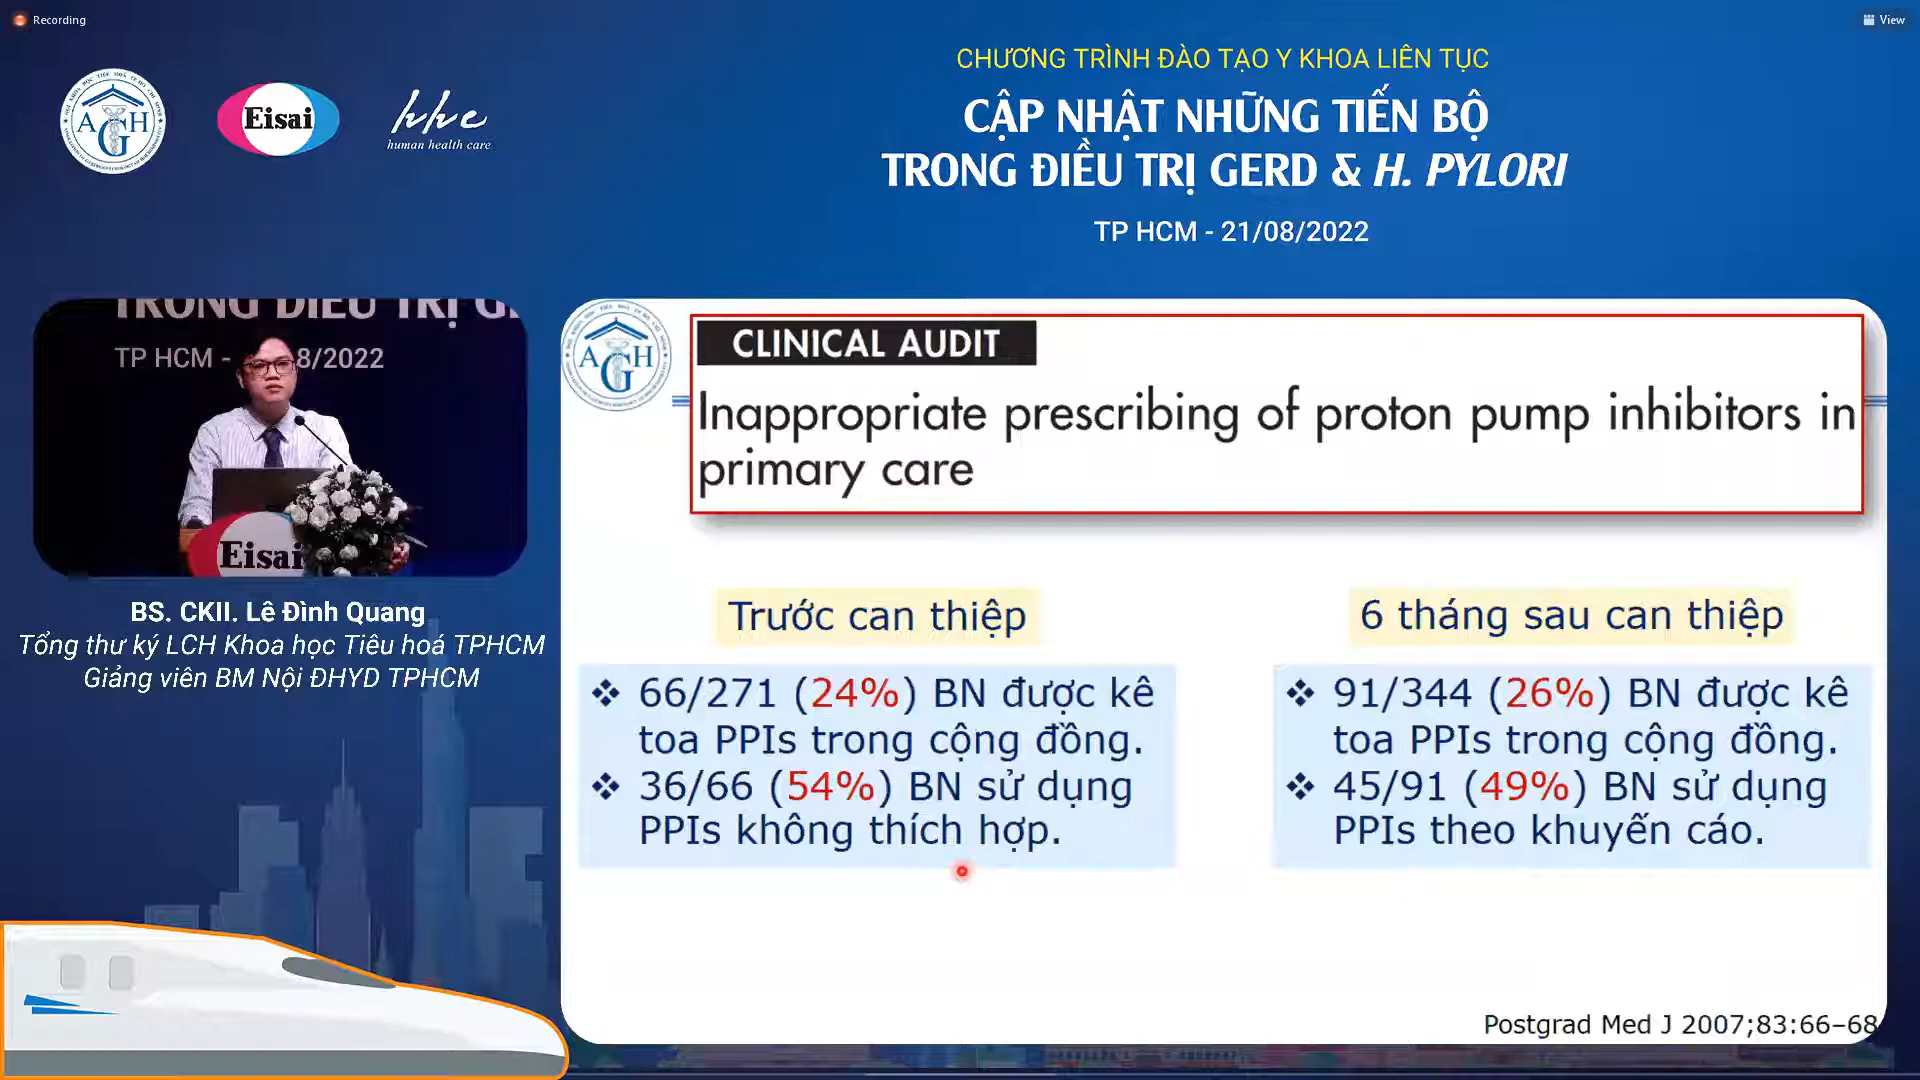 Recording
View
CHƯƠNG TRÌNH ĐÀO TẠO Y KHOA LIÊN TỤC
CẬP NHẬT NHỮNG TIẾN BỘ
TRONG ĐIỀU TRỊ GERD & H. PYLORI
TP HCM - 21/08/2022
AGH
Eisai
hhc
human health care
TRONG ĐIỀU TRỊ G
TP HCM - 8/2022
Eisai
BS. CKII. Lê Đình Quang
Tổng thư ký LCH Khoa học Tiêu hoá TPHCM
Giảng viên BM Nội ĐHYD TPHCM
AGH
CLINICAL AUDIT
Inappropriate prescribing of proton pump inhibitors in
primary care
Trước can thiệp
❖ 66/271 (24%) BN được kê
toa PPIs trong cộng đồng.
❖ 36/66 (54%) BN sử dụng
PPIs không thích hợp.
6 tháng sau can thiệp
❖ 91/344 (26%) BN được kê
toa PPIs trong cộng đồng.
❖ 45/91 (49%) BN sử dụng
PPIs theo khuyến cáo.
Postgrad Med J 2007;83:66–68